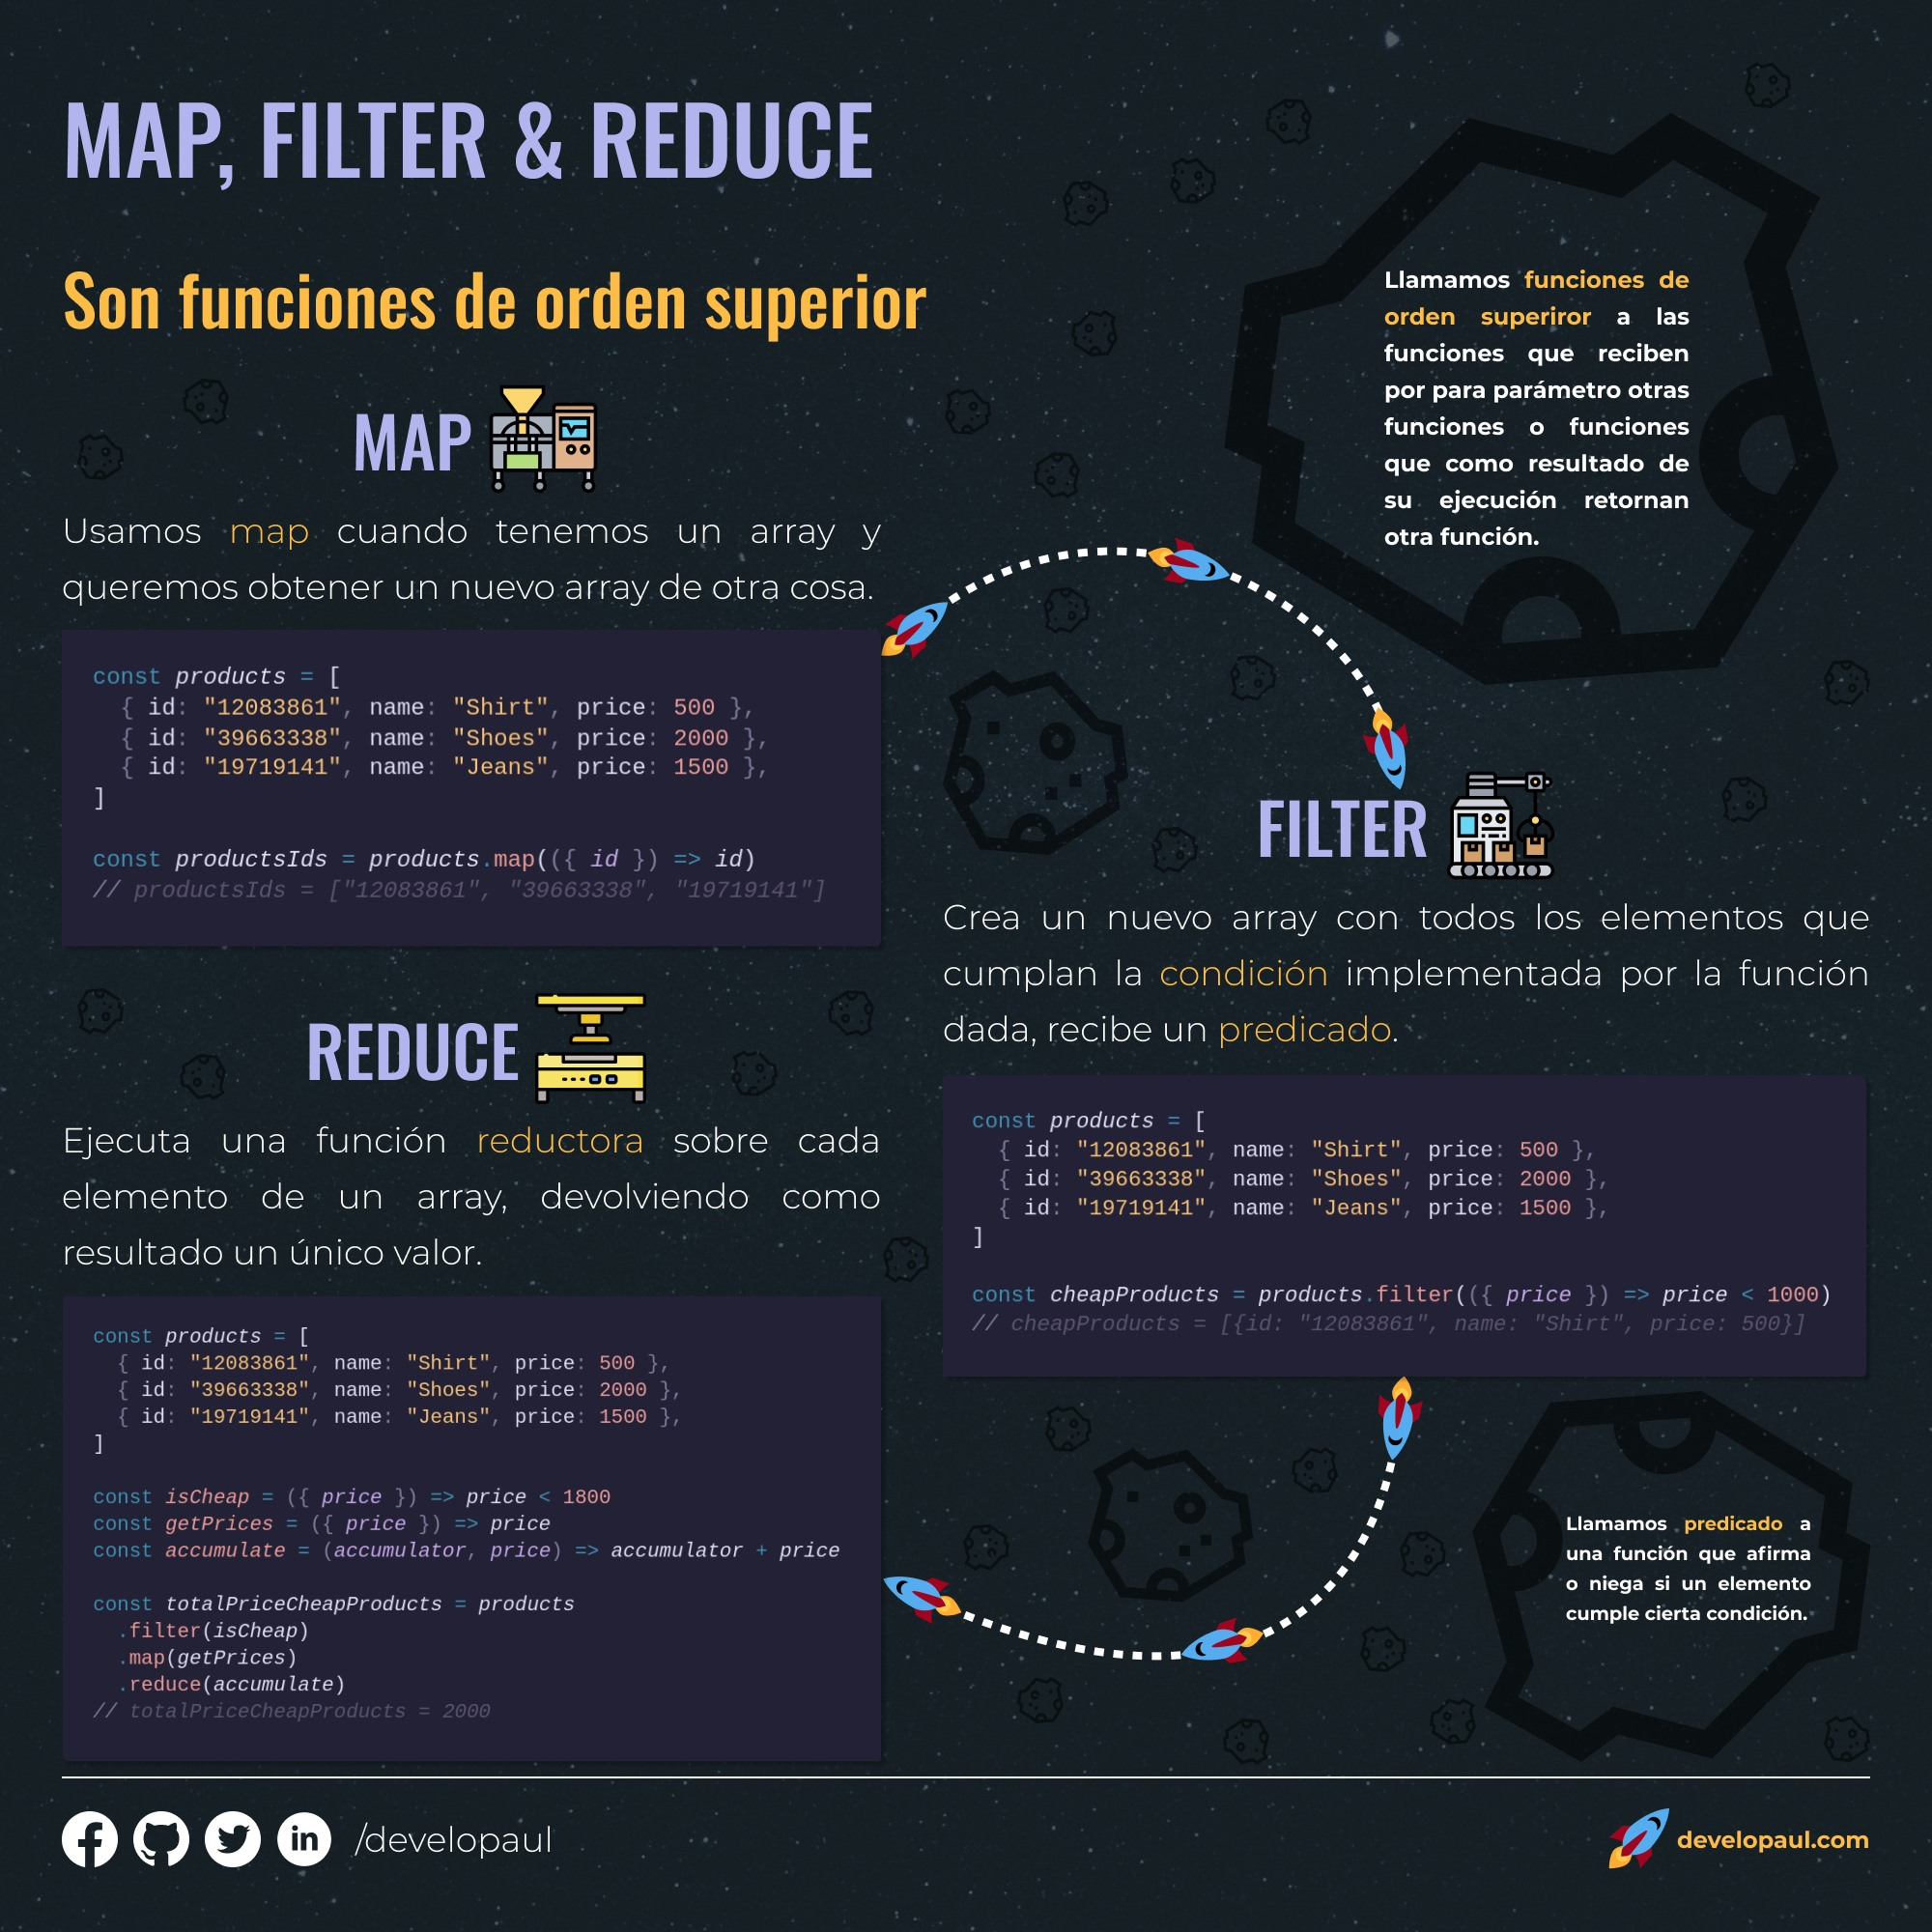 MAP, FILTER & REDUCE
Son funciones de orden superior
Llamamos funciones de
orden superiror a las
funciones que reciben
por para parámetro otras
funciones o funciones
que como resultado de
su ejecución retornan
otra función.
MAP
Usamos map cuando tenemos un array y
queremos obtener un nuevo array de otra cosa.
const products = [
  { id: "12083861", name: "Shirt", price: 500 },
  { id: "39663338", name: "Shoes", price: 2000 },
  { id: "19719141", name: "Jeans", price: 1500 },
]
const productsIds = products.map(({ id }) => id)
// productsIds = ["12083861", "39663338", "19719141"]
FILTER
Crea un nuevo array con todos los elementos que
cumplan la condición implementada por la función
dada, recibe un predicado.
const products = [
  { id: "12083861", name: "Shirt", price: 500 },
  { id: "39663338", name: "Shoes", price: 2000 },
  { id: "19719141", name: "Jeans", price: 1500 },
]
const cheapProducts = products.filter(({ price }) => price < 1000)
// cheapProducts = [{id: "12083861", name: "Shirt", price: 500}]
REDUCE
Ejecuta una función reductora sobre cada
elemento de un array, devolviendo como
resultado un único valor.
const products = [
  { id: "12083861", name: "Shirt", price: 500 },
  { id: "39663338", name: "Shoes", price: 2000 },
  { id: "19719141", name: "Jeans", price: 1500 },
]
const isCheap = ({ price }) => price < 1800
const getPrices = ({ price }) => price
const accumulate = (accumulator, price) => accumulator + price
const totalPriceCheapProducts = products
  .filter(isCheap)
  .map(getPrices)
  .reduce(accumulate)
// totalPriceCheapProducts = 2000
Llamamos predicado a
una función que afirma
o niega si un elemento
cumple cierta condición.
/developaul
developaul.com